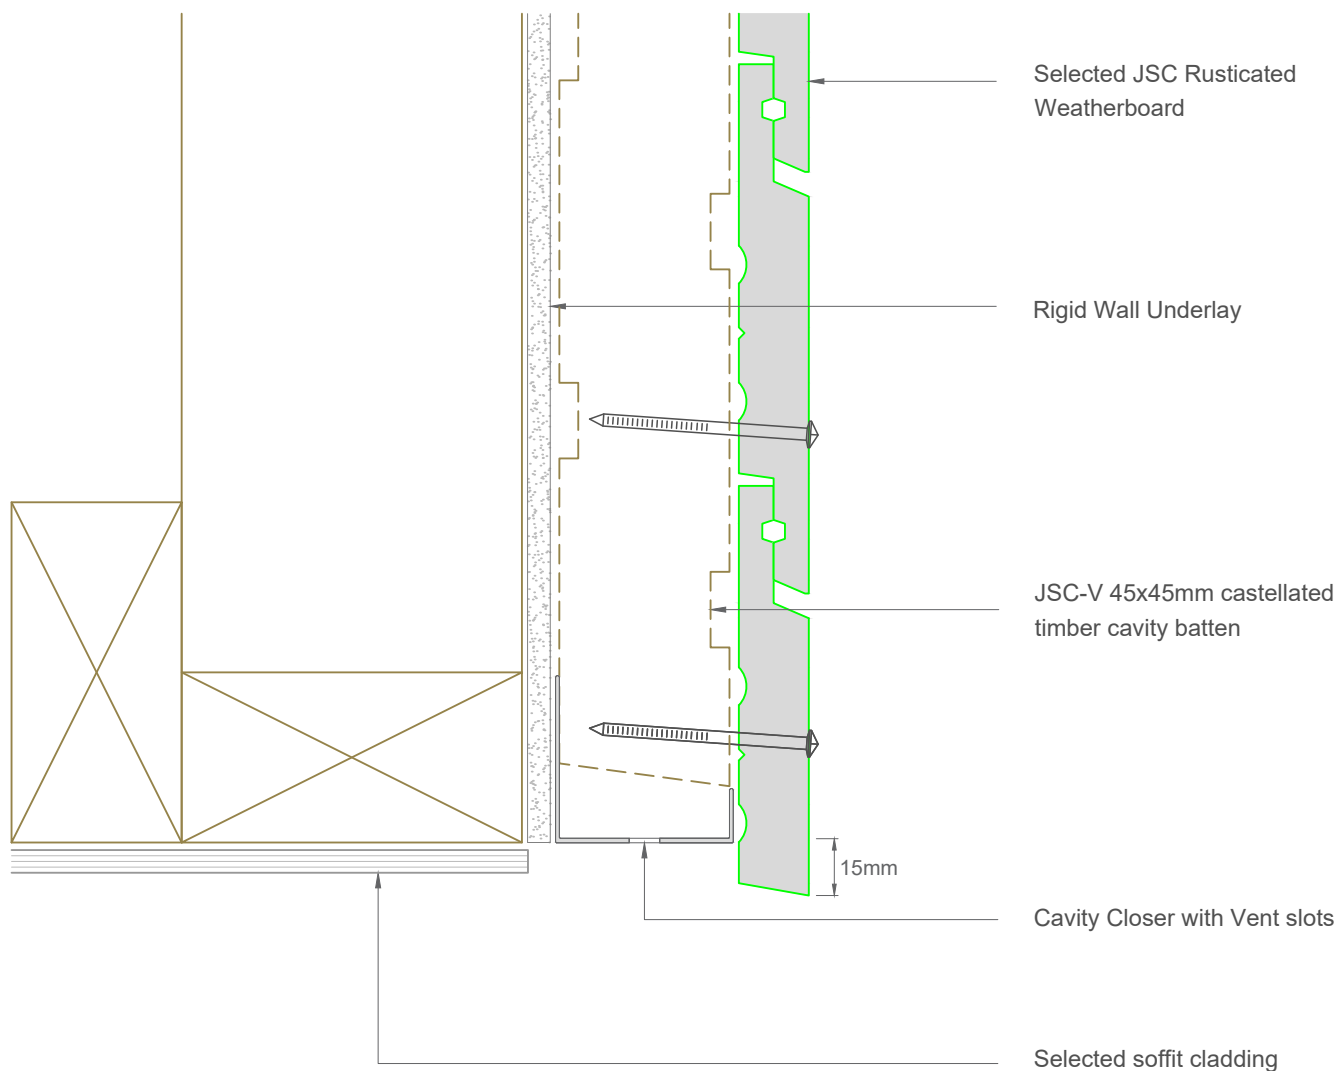 Selected JSC Rusticated
Weatherboard
Rigid Wall Underlay
JSC-V 45x45mm castellated
timber cavity batten
15mm
Cavity Closer with Vent slots
Selected soffit cladding